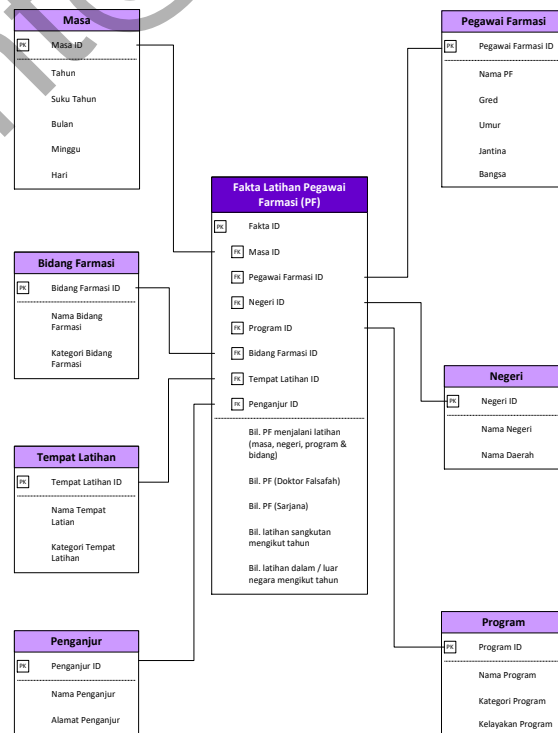 Masa
PK Masa ID
Tahun
Suku Tahun
Bulan
Minggu
Hari
Bidang Farmasi
PK Bidang Farmasi ID
Nama Bidang
Farmasi
Kategori Bidang
Farmasi
Tempat Latihan
PK Tempat Latihan ID
Nama Tempat
Latian
Kategori Tempat
Latihan
Penganjur
PK Penganjur ID
Nama Penganjur
Alamat Penganjur
Fakta Latihan Pegawai
Farmasi (PF)
PK Fakta ID
FK Masa ID
FK Pegawai Farmasi ID
FK Negeri ID
FK Program ID
FK Bidang Farmasi ID
FK Tempat Latihan ID
FK Penganjur ID
Bil. PF menjalani latihan
(masa, negeri, program &
bidang)
Bil. PF (Doktor Falsafah)
Bil. PF (Sarjana)
Bil. latihan sangkutan
mengikut tahun
Bil. latihan dalam / luar
negara mengikut tahun
Pegawai Farmasi
PK Pegawai Farmasi ID
Nama PF
Gred
Umur
Jantina
Bangsa
Negeri
PK Negeri ID
Nama Negeri
Nama Daerah
Program
PK Program ID
Nama Program
Kategori Program
Kelayakan Program